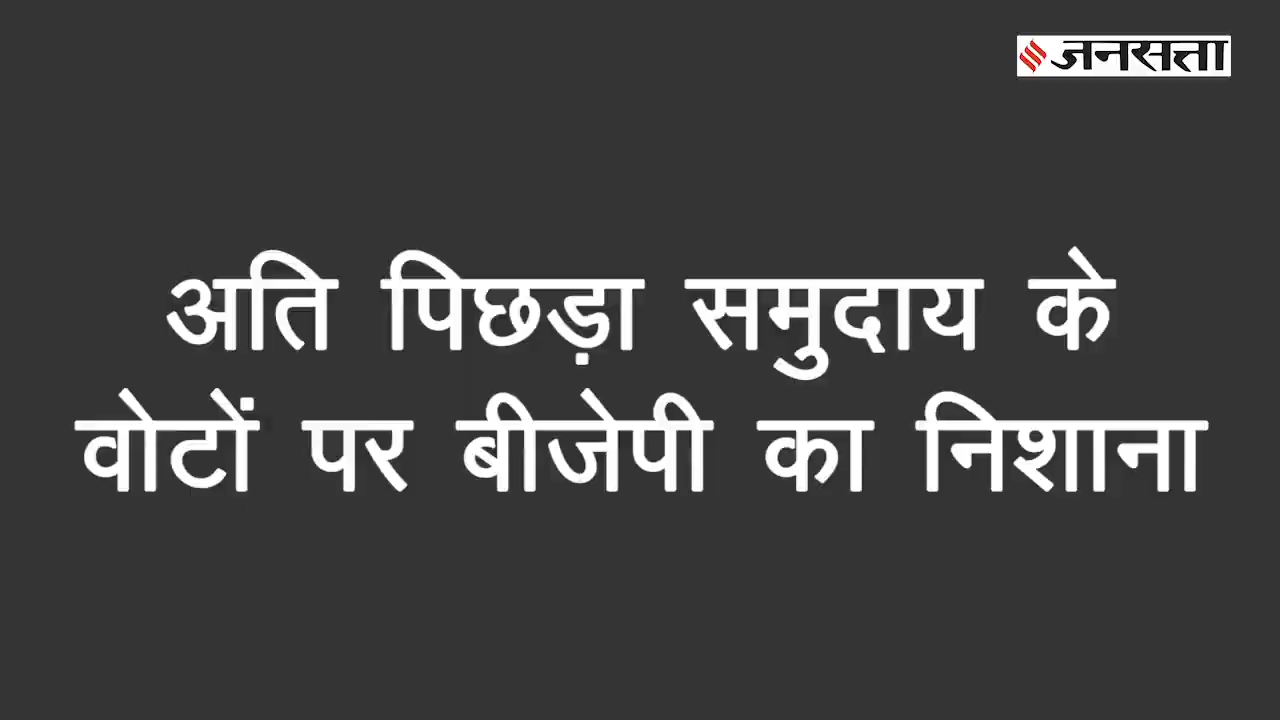 जनसत्ता
अति पिछड़ा समुदाय के
वोटों पर बीजेपी का निशाना